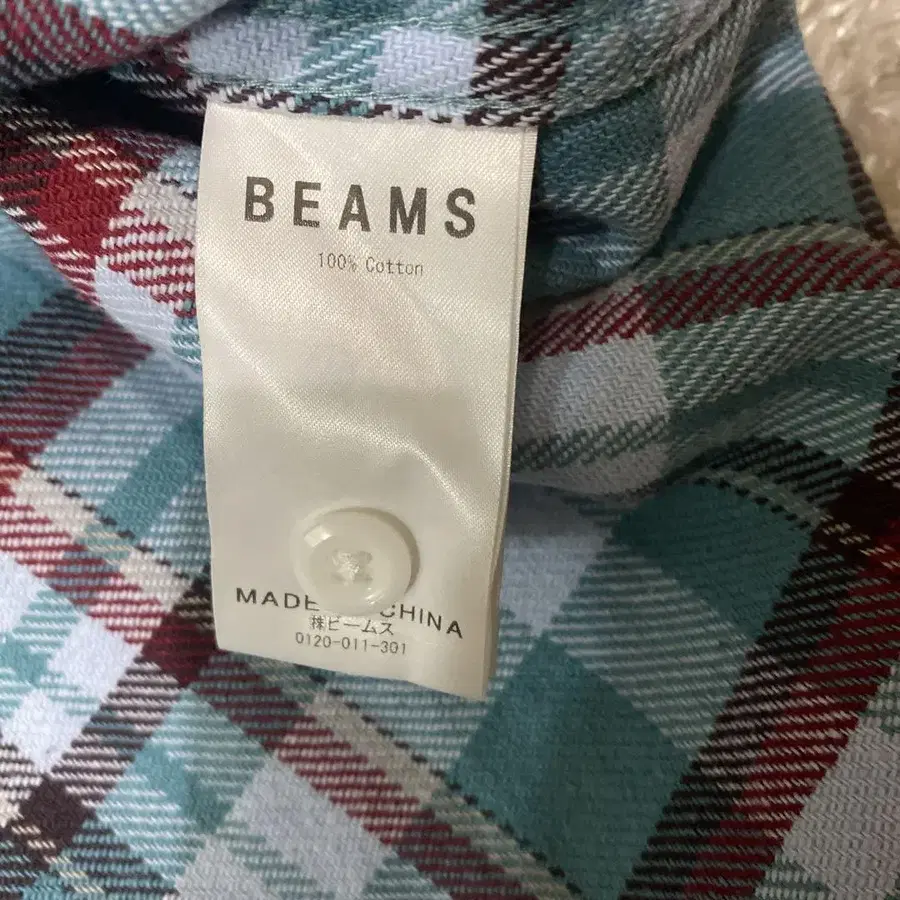 BEAMS
100% Cotton
MADE CHINA
㈱ビームス
0120-011-301